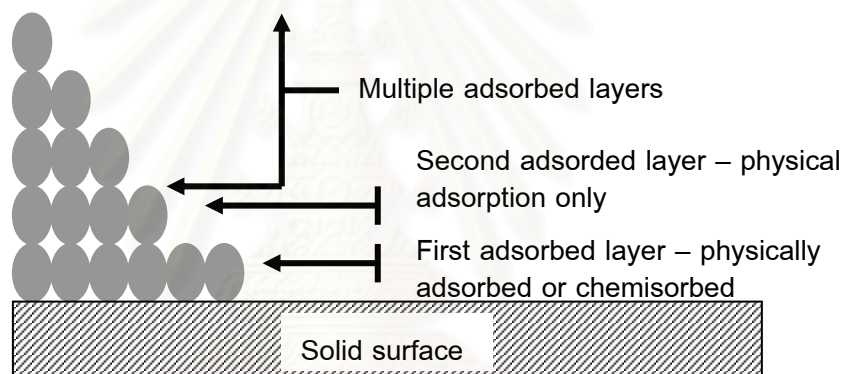 Multiple adsorbed layers
Second adsorded layer – physical
adsorption only
First adsorbed layer – physically
adsorbed or chemisorbed
Solid surface